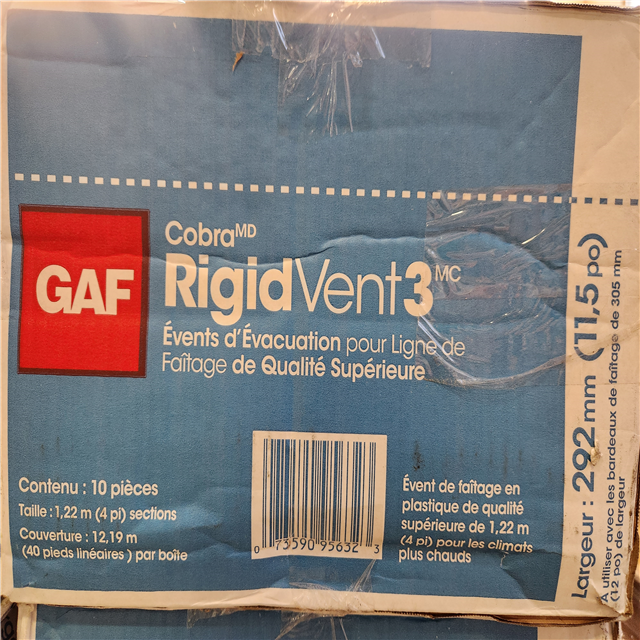 GAF
Cobra MD
RigidVent3 MC
Évents d'Évacuation pour Ligne de
Faîtage de Qualité Supérieure
Contenu : 10 pièces
Taille : 1,22 m (4 pi) sections
Couverture : 12,19 m
(40 pieds linéaires) par boîte
0 73590 95632 3
Évent de faîtage en
plastique de qualité
supérieure de 1,22 m
(4 pi) pour les climats
plus chauds
Largeur : 292 mm (11,5 po)
À utiliser avec les bardeaux de faîtage de 305 mm
(12 po) de largeur